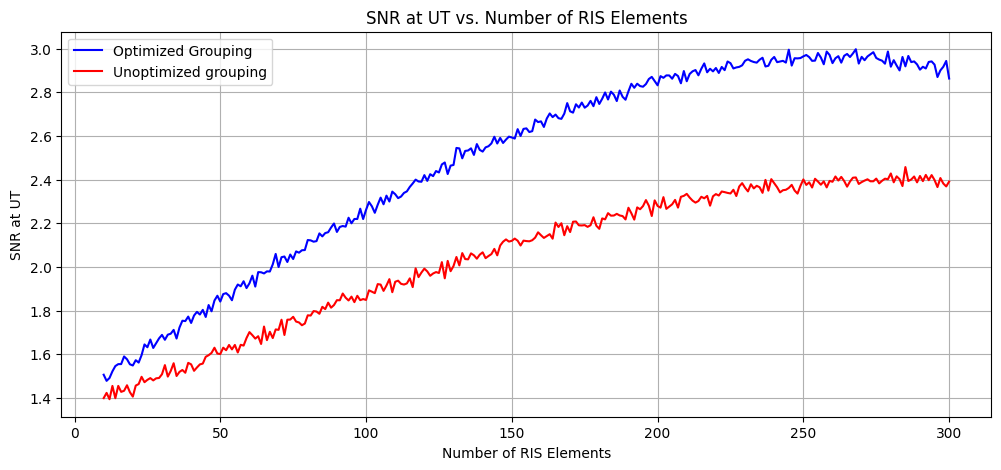 SNR at UT vs. Number of RIS Elements
Optimized Grouping
Unoptimized grouping
SNR at UT
3.0
2.8
2.6
2.4
2.2
2.0
1.8
1.6
1.4
0 50 100 150 200 250 300
Number of RIS Elements